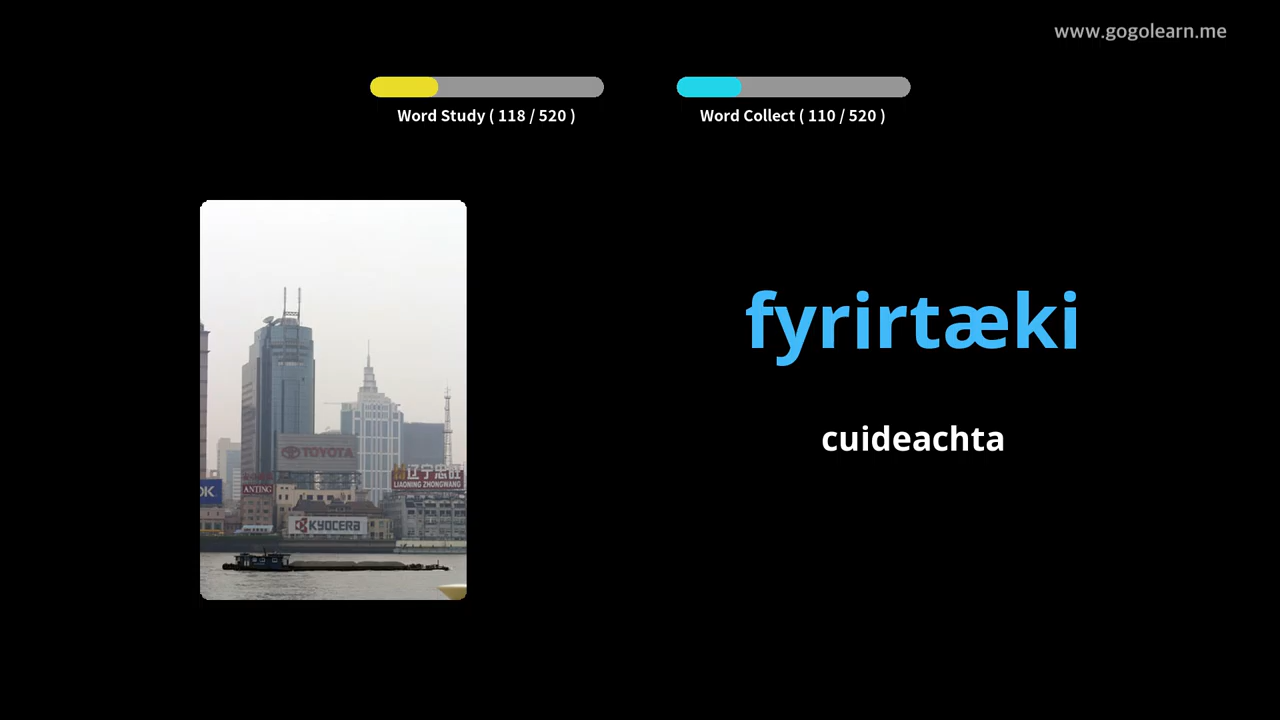 www.gogolearn.me
Word Study ( 118 / 520 )
Word Collect ( 110 / 520 )
fyrirtæki
cuideachta
TOYOTA
辽宁忠旺
LIAONING ZHONGWANG
OK
ANTING
KYOCERA